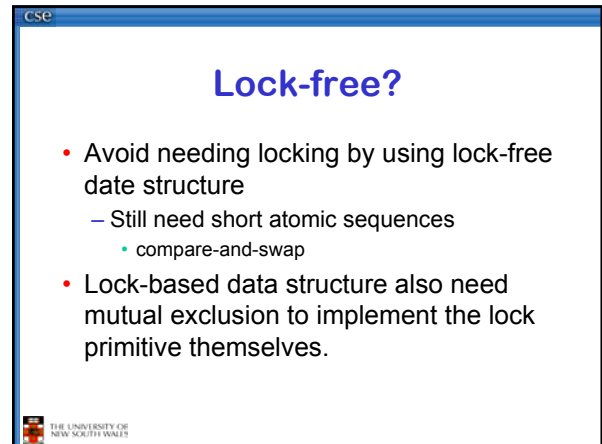 cse
Lock-free?
• Avoid needing locking by using lock-free
date structure
– Still need short atomic sequences
• compare-and-swap
• Lock-based data structure also need
mutual exclusion to implement the lock
primitive themselves.
THE UNIVERSITY OF
NEW SOUTH WALES